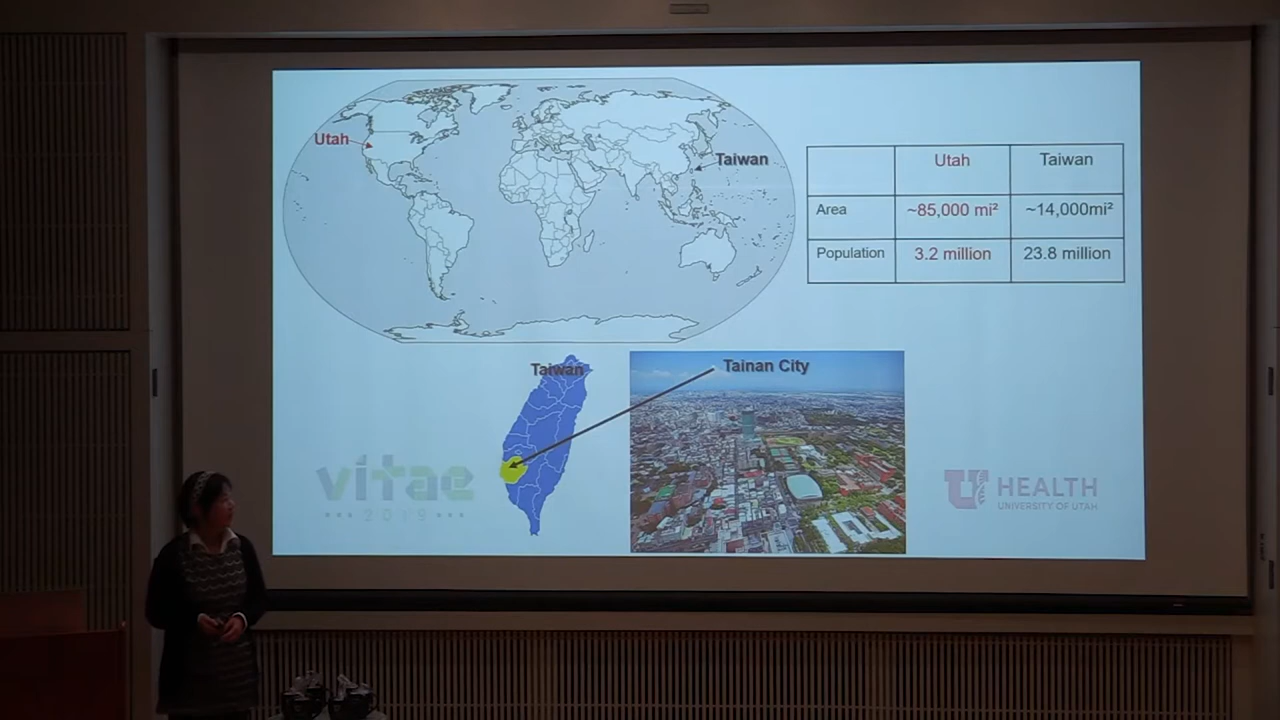 Utah
Taiwan
Utah Taiwan
Area ~85,000 mi² ~14,000mi²
Population 3.2 million 23.8 million
Taiwan
Tainan City
vitae
2019
U HEALTH
UNIVERSITY OF UTAH